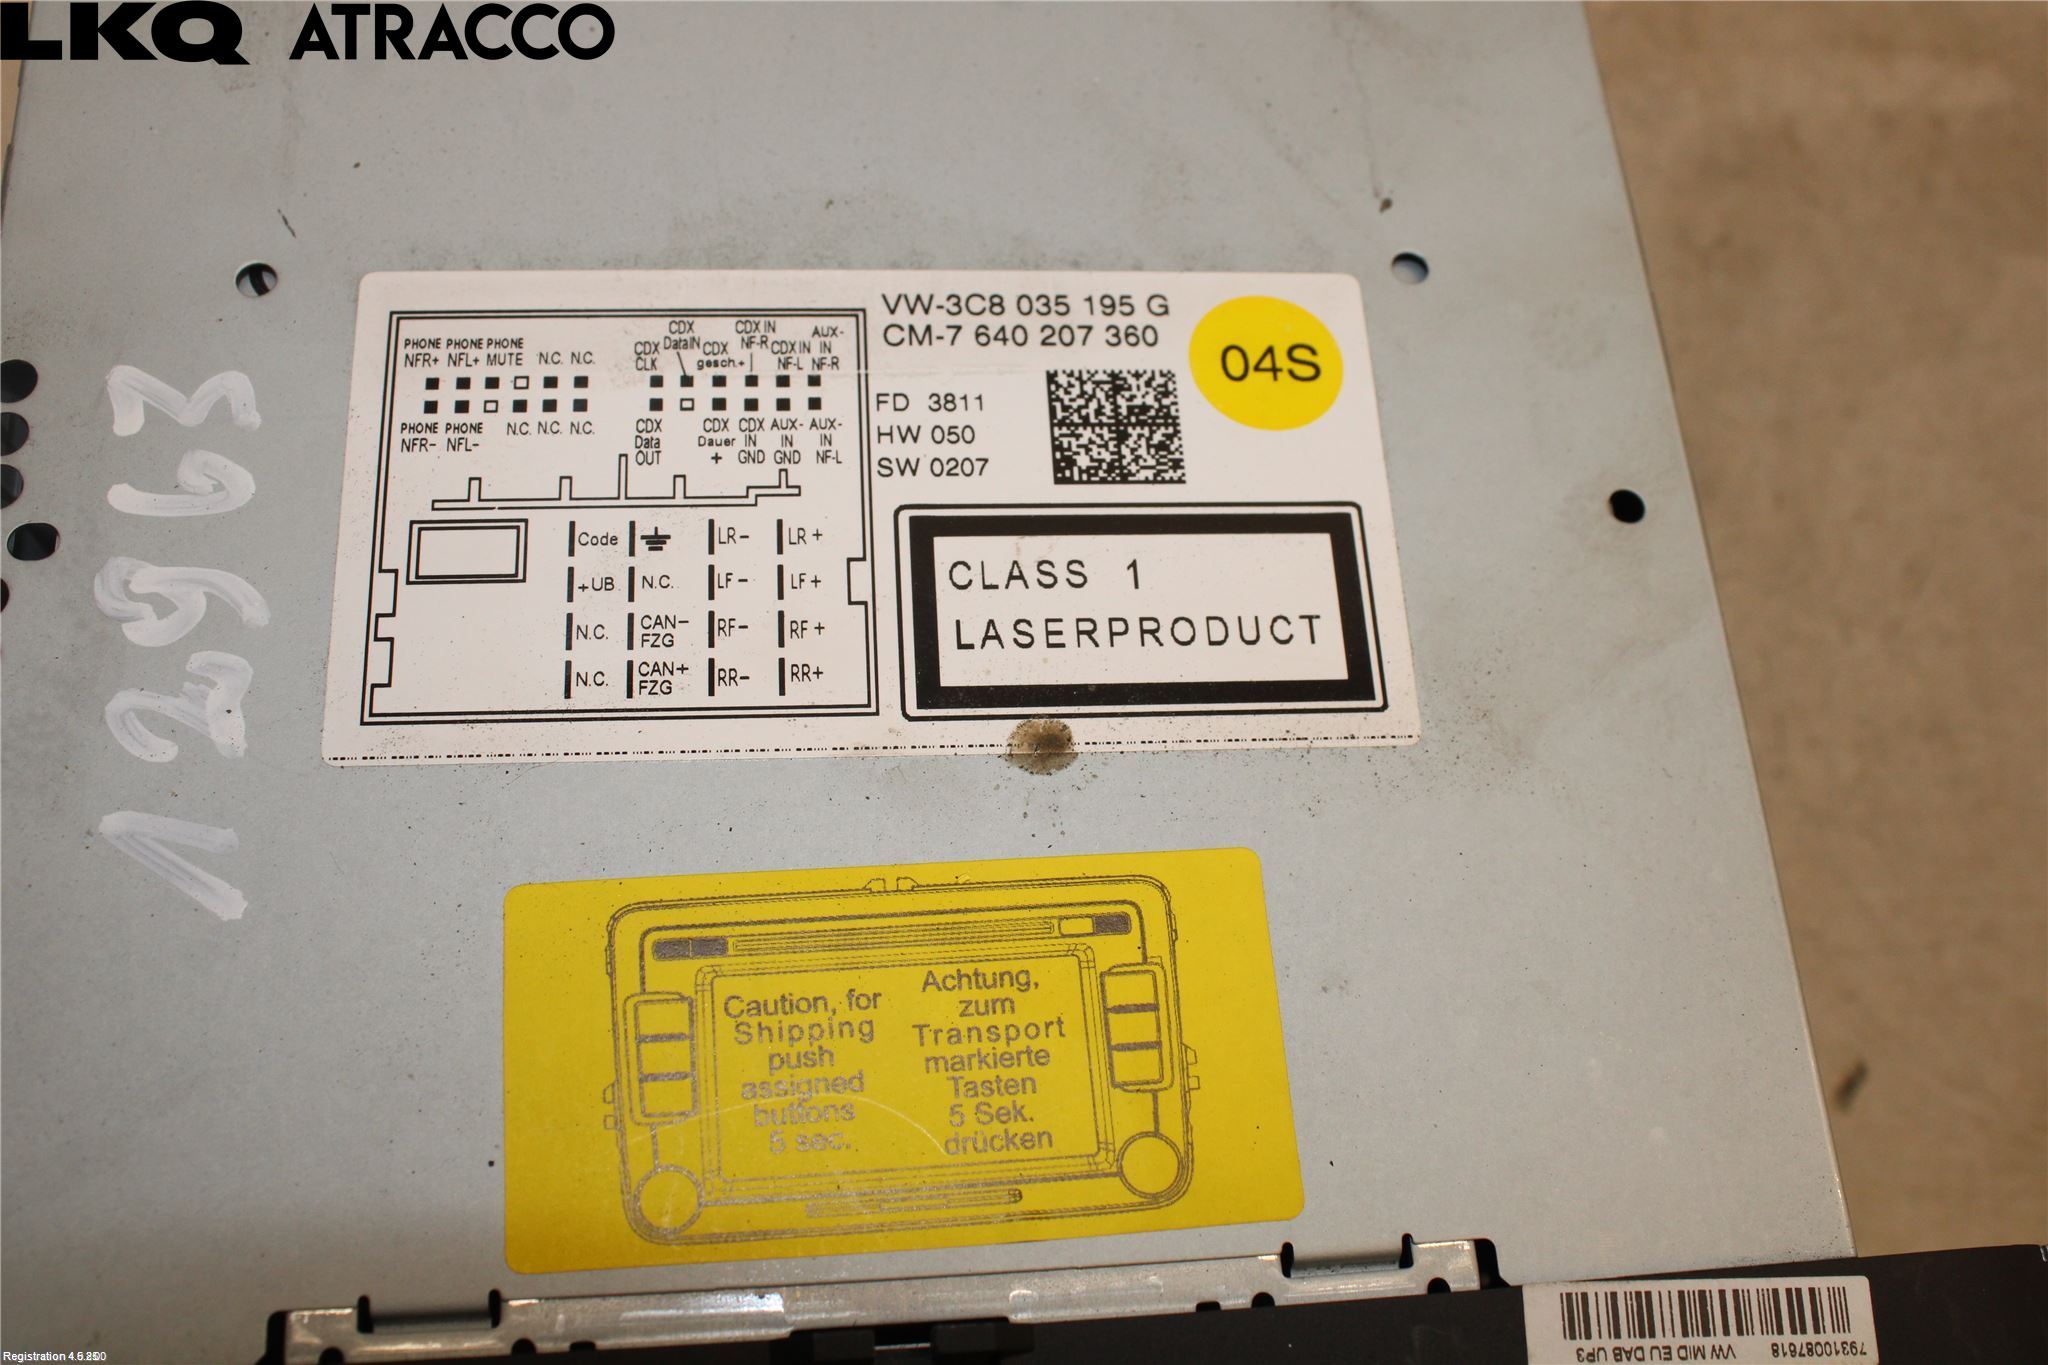 LKQ ATRACCO
VW-3C8 035 195 G
CM-7 640 207 360
04S
FD 3811
HW 050
SW 0207
PHONE PHONE PHONE
NFR+ NFL+ MUTE N.C. N.C.
CDX CLK
CDX DataIN
CDX gesch.+
CDX IN NF-R
CDX IN NF-L
AUX-IN NF-R
PHONE PHONE
NFR- NFL- N.C. N.C. N.C.
CDX Data OUT
CDX Dauer +
CDX IN GND
AUX-IN GND
AUX-IN NF-L
Code LR- LR+
+UB N.C. LF- LF+
N.C. CAN- FZG RF- RF+
N.C. CAN+ FZG RR- RR+
CLASS 1
LASERPRODUCT
12963
Caution, for
Shipping
push
assigned
buttons
5 sec.
Achtung,
zum
Transport
markierte
Tasten
5 Sek.
drücken
79310087618
VW MID EU DAB UP3